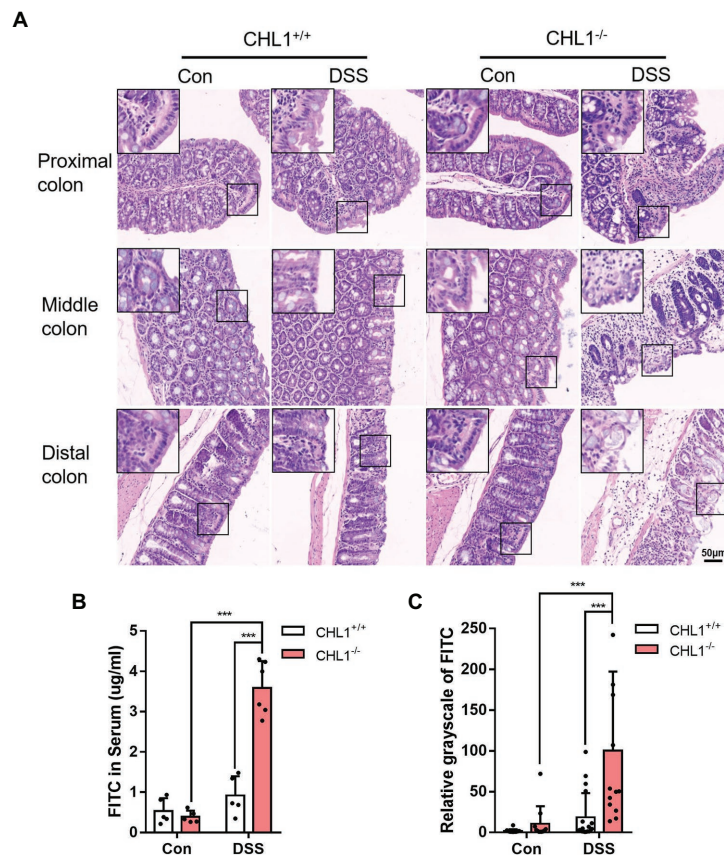 A
CHL1+/+ CHL1-/-
Con DSS Con DSS
Proximal
colon
Middle
colon
Distal
colon
50μm
B
*** 
***
CHL1+/+
CHL1-/-
FITC in Serum (ug/ml)
5
4
3
2
1
0
Con DSS
C
***
***
CHL1+/+
CHL1-/-
Relative grayscale of FITC
250
200
150
100
50
0
Con DSS